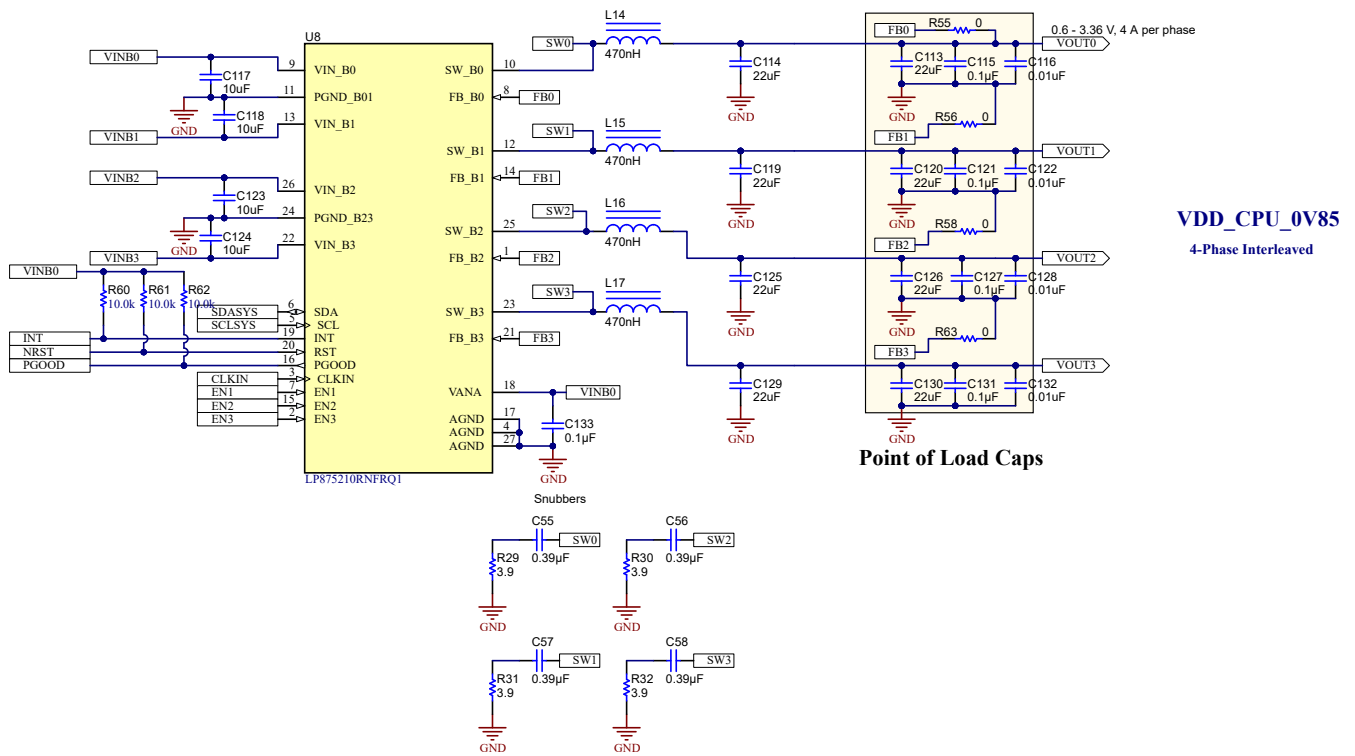 L14
470nH
U8
VINB0
C117
10uF
GND
C118
10uF
VINB1
VINB2
C123
10uF
GND
C124
10uF
VINB3
VINB0
R60
10.0k
R61
10.0k
R62
10.0k
SDASYS
SCLSYS
INT
NRST
PGOOD
CLKIN
EN1
EN2
EN3
9 VIN_B0
11 PGND_B01
13 VIN_B1
26 VIN_B2
24 PGND_B23
22 VIN_B3
6 SDA
5 SCL
19 INT
20 RST
16 PGOOD
3 CLKIN
7 EN1
15 EN2
2 EN3
SW_B0 10
FB_B0 8 FB0
SW_B1 12
FB_B1 14 FB1
SW_B2 25
FB_B2 1 FB2
SW_B3 23
FB_B3 21 FB3
VANA 18 VINB0
AGND 17
AGND 4
AGND 27
C133
0.1µF
GND
LP875210RNFRQ1
SW0
SW1
L15
470nH
SW2
L16
470nH
SW3
L17
470nH
C114
22uF
GND
C119
22uF
GND
C125
22uF
GND
C129
22uF
GND
FB0
R55 0
0.6 - 3.36 V, 4 A per phase
VOUT0
C113
22uF
C115
0.1µF
C116
0.01uF
GND
R56 0
FB1
VOUT1
C120
22uF
C121
0.1µF
C122
0.01uF
GND
R58 0
FB2
VOUT2
C126
22uF
C127
0.1µF
C128
0.01uF
GND
R63 0
FB3
VOUT3
C130
22uF
C131
0.1µF
C132
0.01uF
GND
Point of Load Caps
VDD_CPU_0V85
4-Phase Interleaved
Snubbers
C55
0.39µF
SW0
R29
3.9
GND
C56
0.39µF
SW2
R30
3.9
GND
C57
0.39µF
SW1
R31
3.9
GND
C58
0.39µF
SW3
R32
3.9
GND